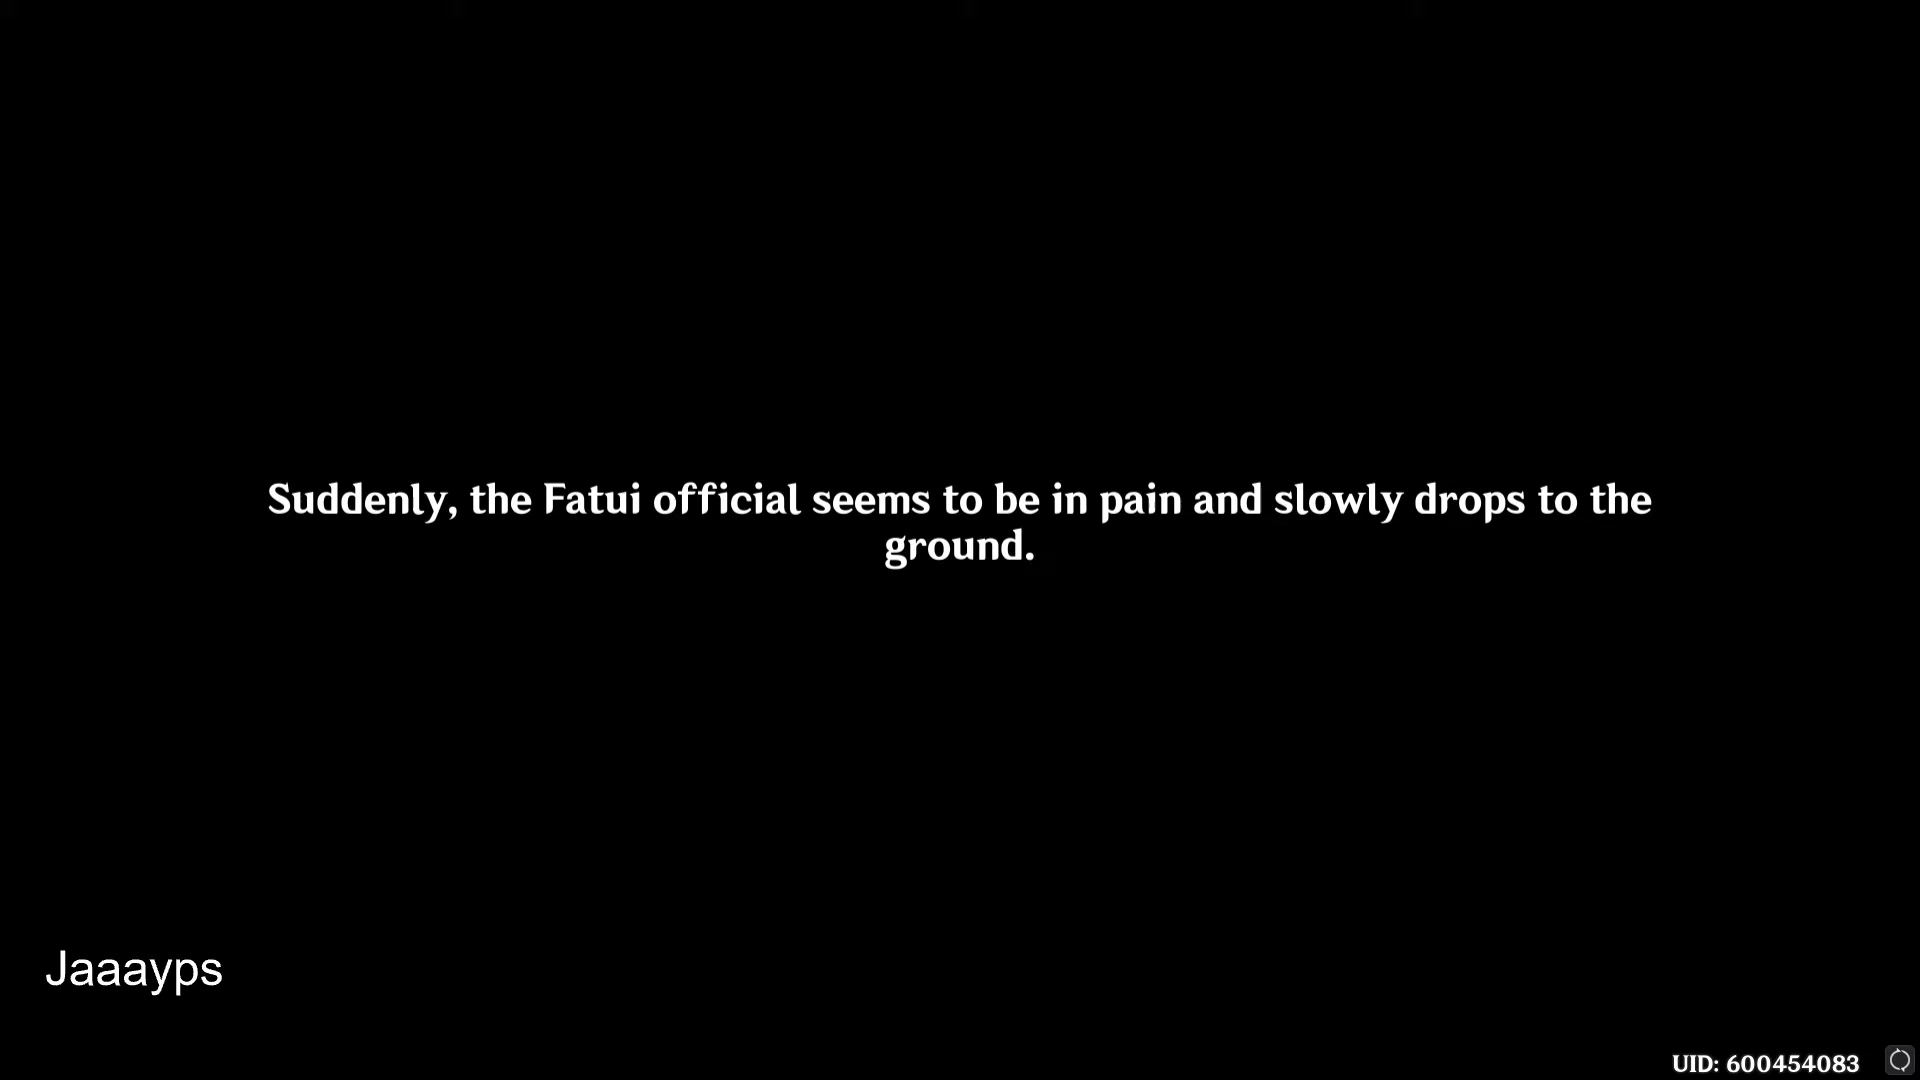 Suddenly, the Fatui official seems to be in pain and slowly drops to the
ground.
Jaaayps
UID: 600454083